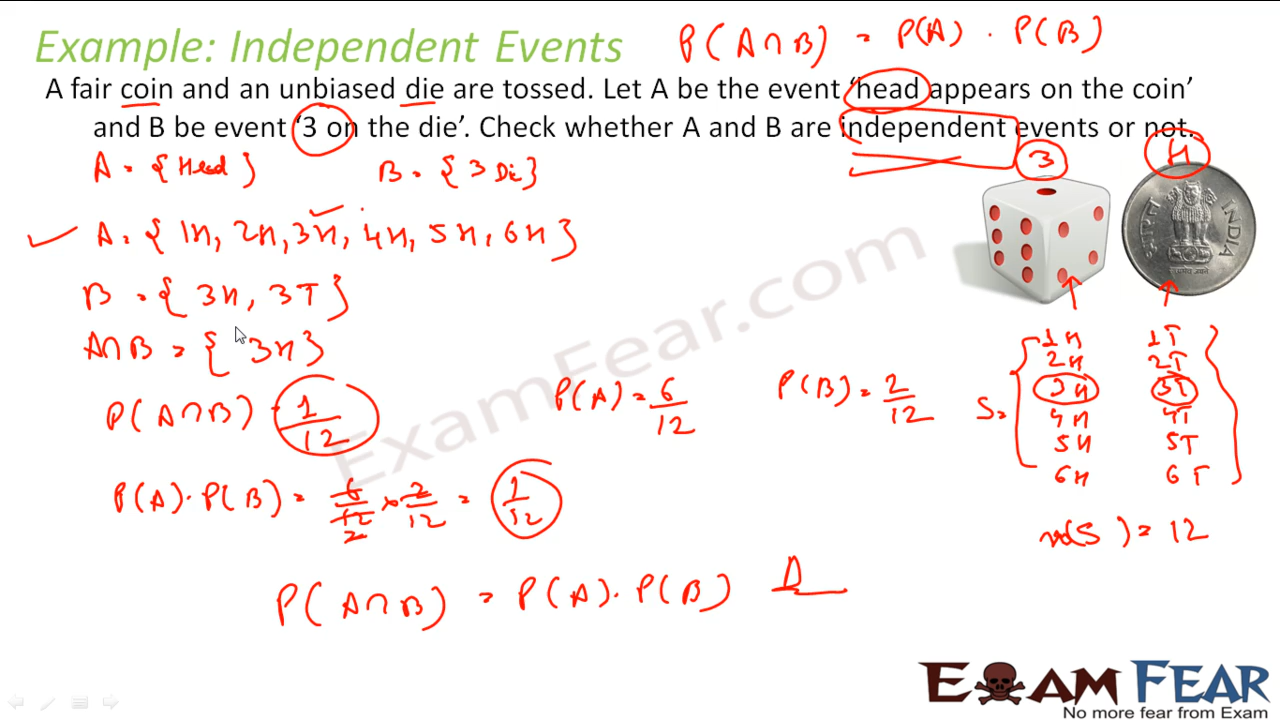 Example: Independent Events
P(A∩B) = P(A) . P(B)
A fair coin and an unbiased die are tossed. Let A be the event ‘head appears on the coin’
and B be event ‘3 on the die’. Check whether A and B are independent events or not.
A = {Head} B = {3 Die}
3 H
A = {1H, 2H, 3H, 4H, 5H, 6H}
B = {3H, 3T}
A∩B = {3H}
P(A∩B) = 1/12
P(A) = 6/12 P(B) = 2/12
P(A).P(B) = 6/12 × 2/12 = 1/12
2
P(A∩B) = P(A).P(B)
भारत INDIA
S = {
1H 1T
2H 2T
3H 3T
4H 4T
5H 5T
6H 6T
}
n(S) = 12
ExamFear.com
EXAM FEAR
No more fear from Exam